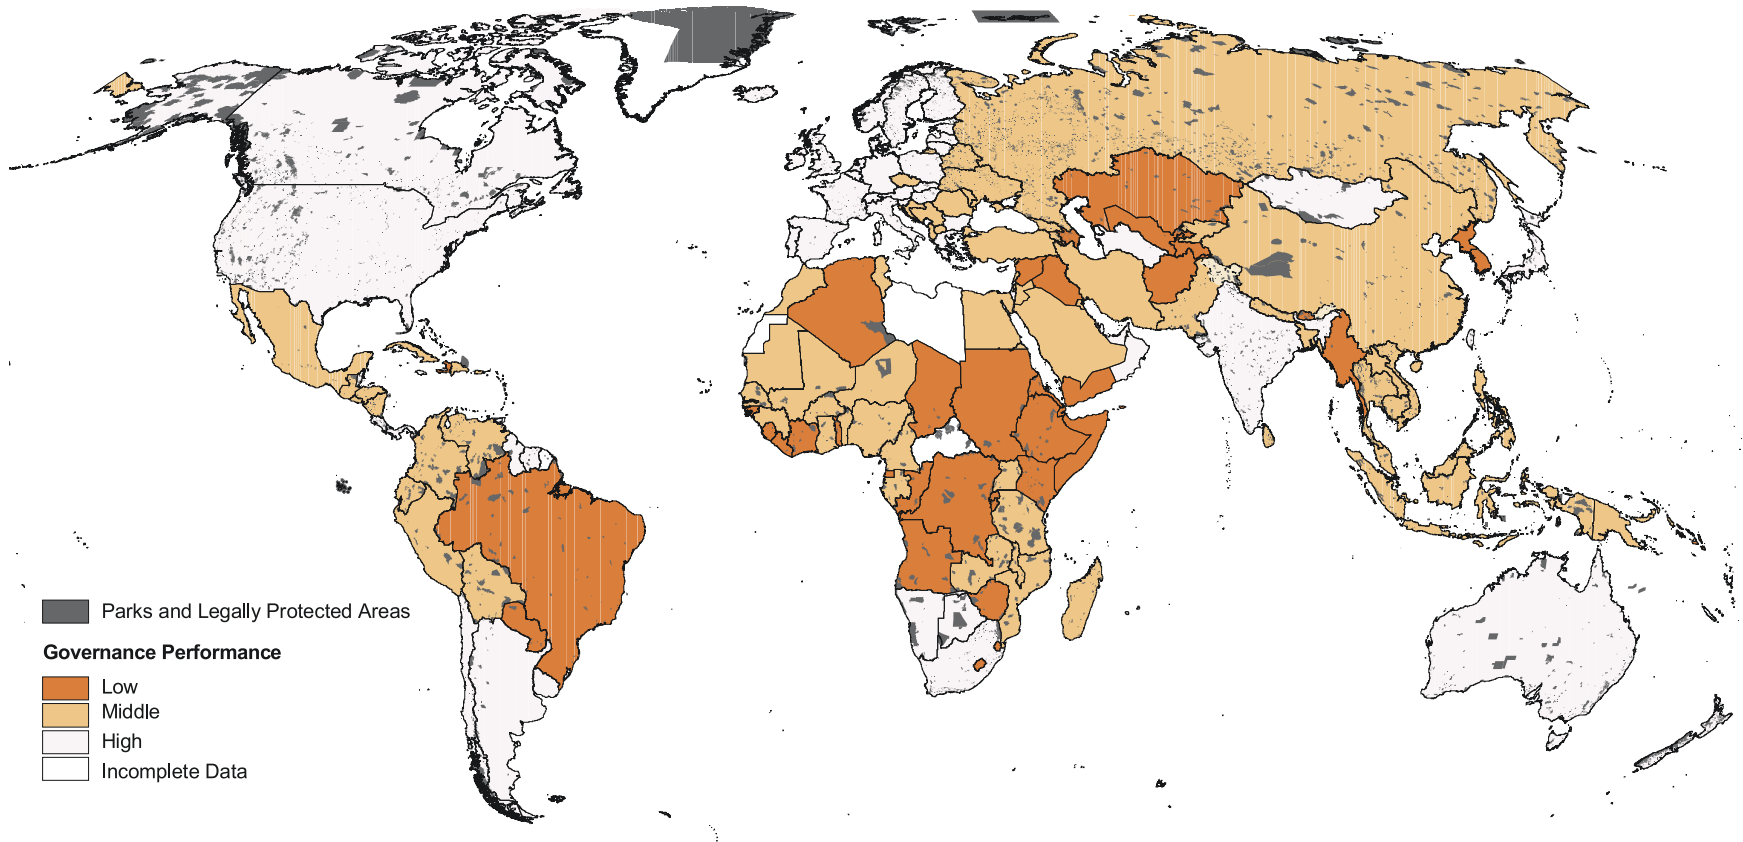 Parks and Legally Protected Areas
Governance Performance
Low
Middle
High
Incomplete Data